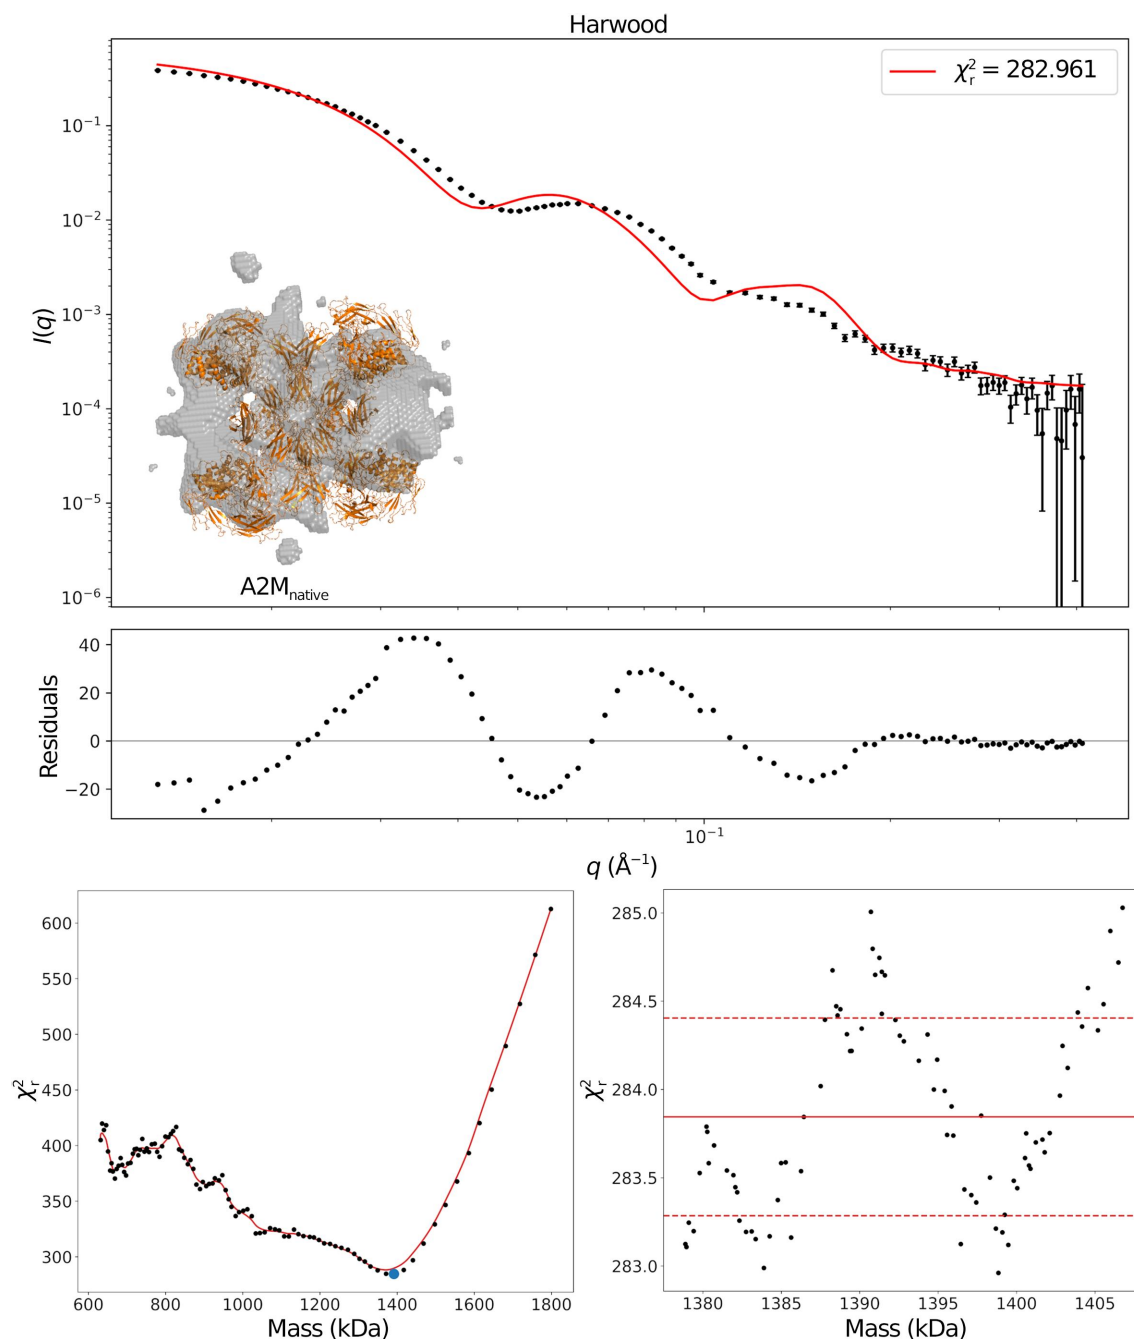 Harwood
χ²ᵣ = 282.961
10⁻¹
10⁻²
10⁻³
10⁻⁴
10⁻⁵
10⁻⁶
I(q)
A2Mnative
40
20
0
−20
Residuals
10⁻¹
q (Å⁻¹)
600
550
500
450
400
350
300
χ²ᵣ
600 800 1000 1200 1400 1600 1800
Mass (kDa)
285.0
284.5
284.0
283.5
283.0
χ²ᵣ
1380 1385 1390 1395 1400 1405
Mass (kDa)